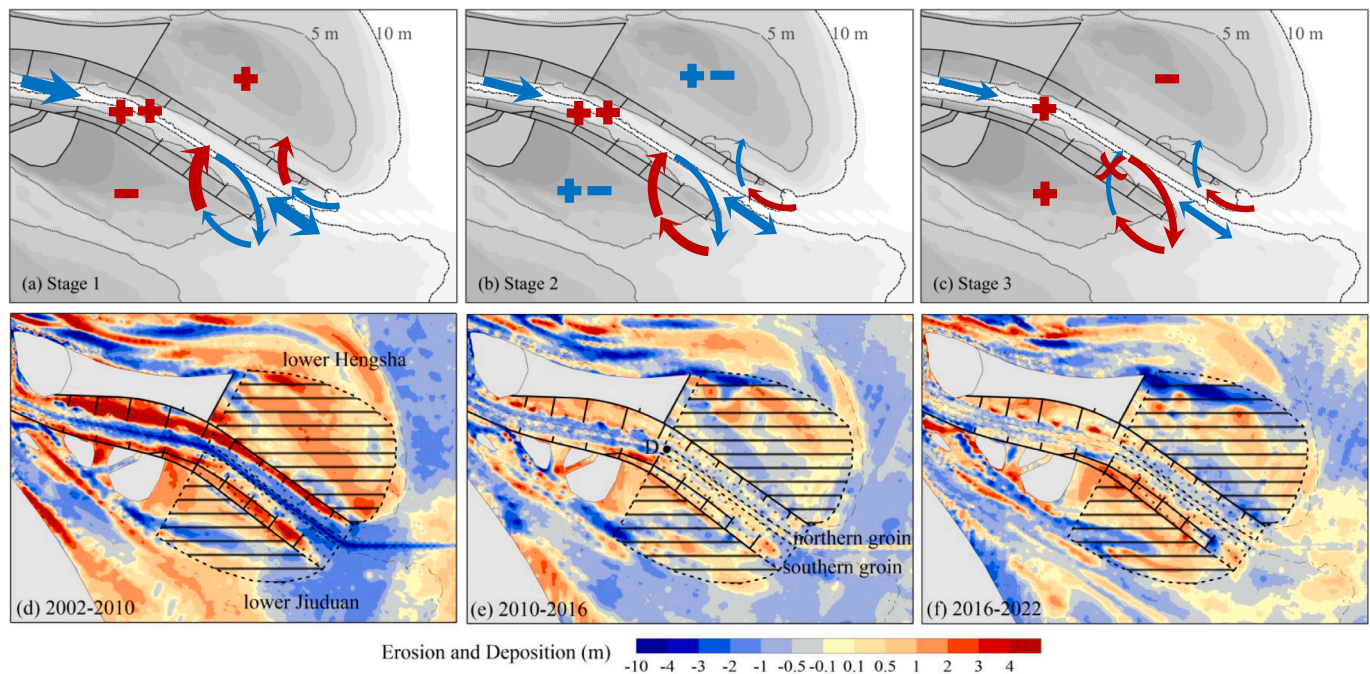 5 m 10 m
(a) Stage 1
5 m 10 m
(b) Stage 2
5 m 10 m
(c) Stage 3
lower Hengsha
lower Jiuduan
(d) 2002-2010
D
northern groin
southern groin
(e) 2010-2016
(f) 2016-2022
Erosion and Deposition (m)
-10 -4 -3 -2 -1 -0.5 -0.1 0.1 0.5 1 2 3 4